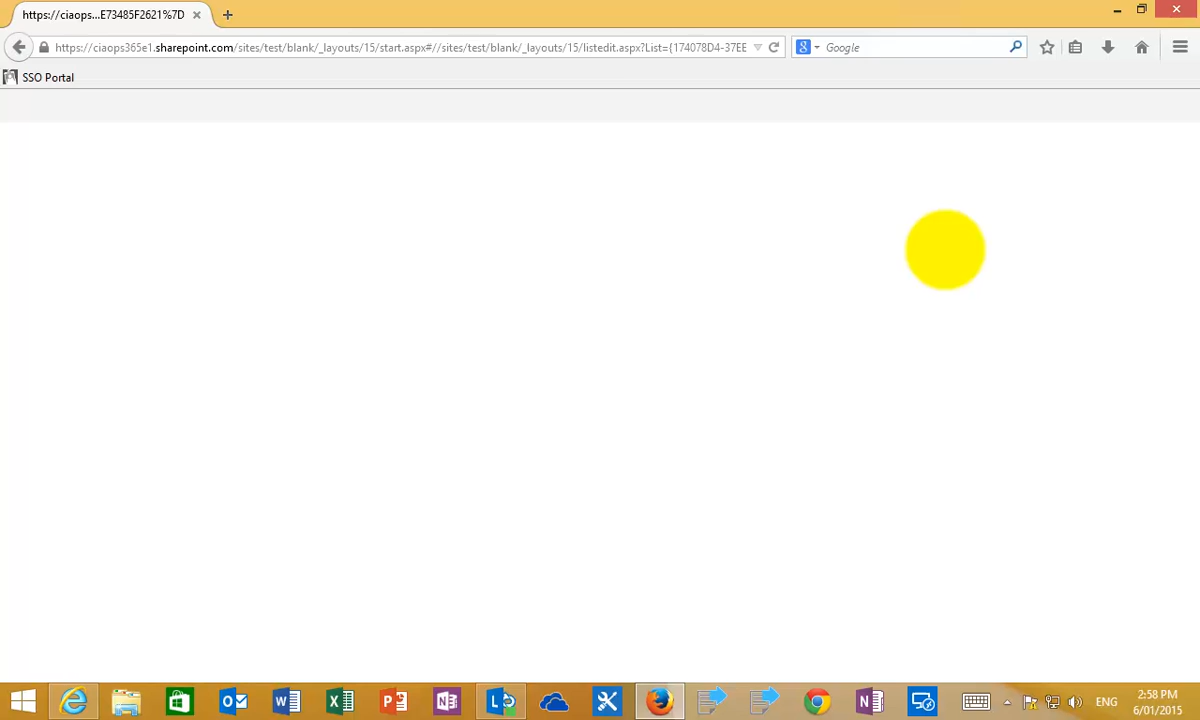 https://ciaops...E73485F2621%7D
https://ciaops365e1.sharepoint.com/sites/test/blank/_layouts/15/start.aspx#//sites/test/blank/_layouts/15/listedit.aspx?List={174078D4-37EE
Google
SSO Portal
ENG
2:58 PM
6/01/2015